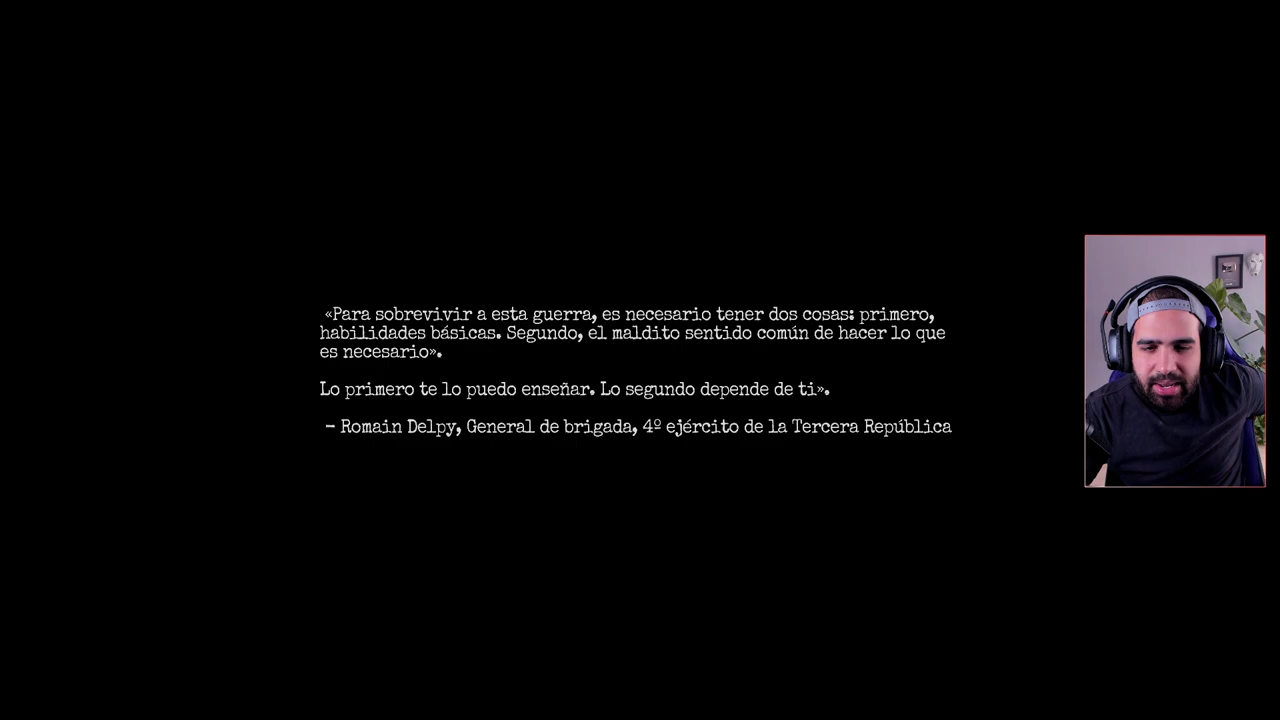 «Para sobrevivir a esta guerra, es necesario tener dos cosas: primero,
habilidades básicas. Segundo, el maldito sentido común de hacer lo que
es necesario».
Lo primero te lo puedo enseñar. Lo segundo depende de ti».
– Romain Delpy, General de brigada, 4º ejército de la Tercera República